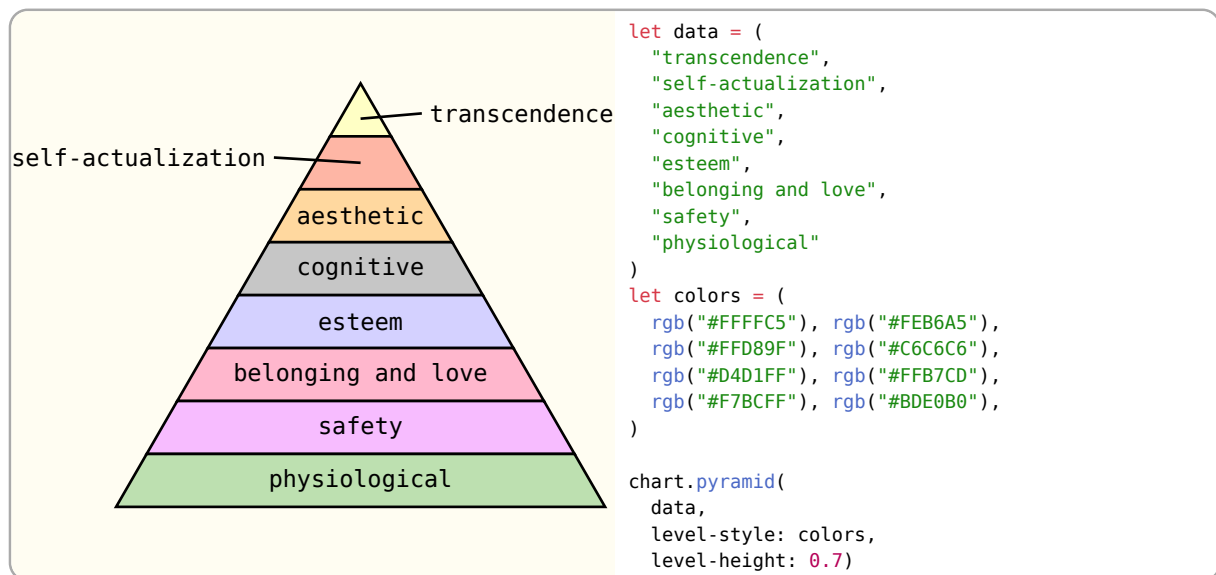 transcendence
self-actualization
aesthetic
cognitive
esteem
belonging and love
safety
physiological
let data = (
  "transcendence",
  "self-actualization",
  "aesthetic",
  "cognitive",
  "esteem",
  "belonging and love",
  "safety",
  "physiological"
)
let colors = (
  rgb("#FFFFC5"), rgb("#FEB6A5"),
  rgb("#FFD89F"), rgb("#C6C6C6"),
  rgb("#D4D1FF"), rgb("#FFB7CD"),
  rgb("#F7BCFF"), rgb("#BDE0B0"),
)

chart.pyramid(
  data,
  level-style: colors,
  level-height: 0.7)